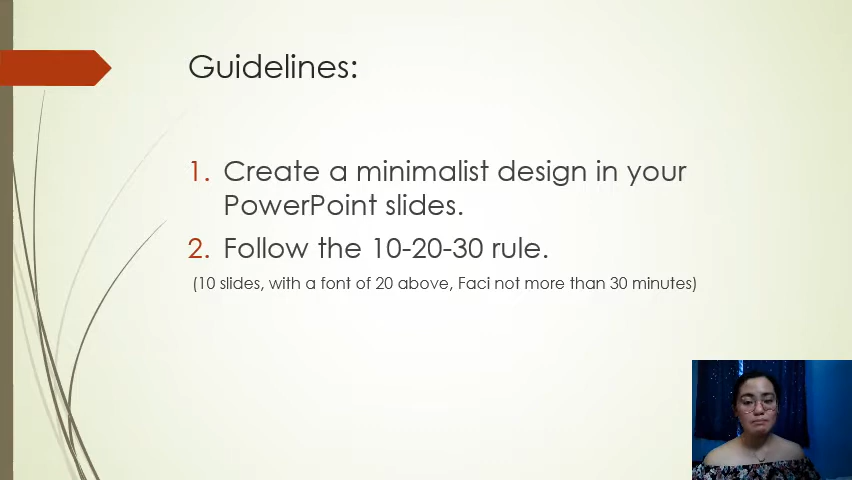 Guidelines:
1. Create a minimalist design in your
PowerPoint slides.
2. Follow the 10-20-30 rule.
(10 slides, with a font of 20 above, Faci not more than 30 minutes)